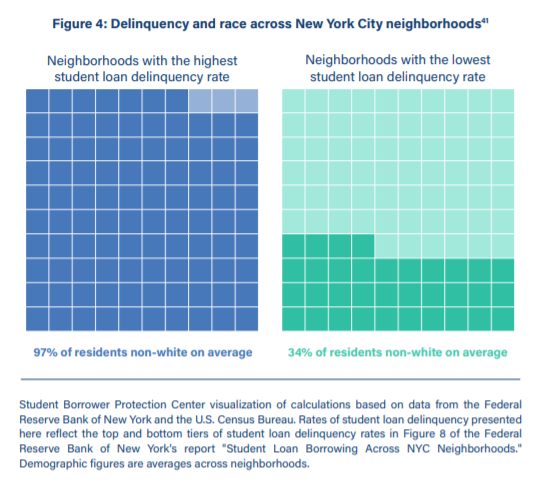 Figure 4: Delinquency and race across New York City neighborhoods⁴¹
Neighborhoods with the highest
student loan delinquency rate
Neighborhoods with the lowest
student loan delinquency rate
97% of residents non-white on average
34% of residents non-white on average
Student Borrower Protection Center visualization of calculations based on data from the Federal
Reserve Bank of New York and the U.S. Census Bureau. Rates of student loan delinquency presented
here reflect the top and bottom tiers of student loan delinquency rates in Figure 8 of the Federal
Reserve Bank of New York's report "Student Loan Borrowing Across NYC Neighborhoods."
Demographic figures are averages across neighborhoods.